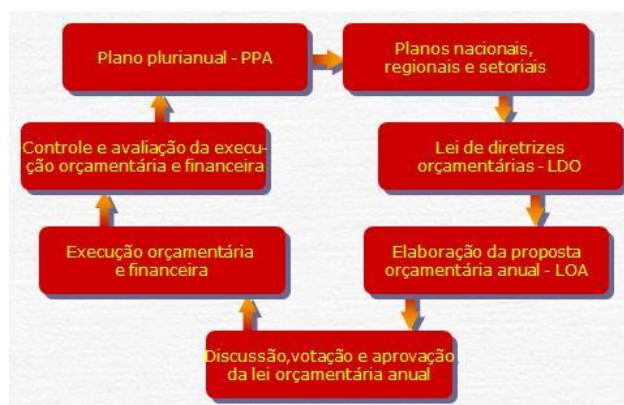 Plano plurianual - PPA
Planos nacionais,
regionais e setoriais
Lei de diretrizes
orçamentárias - LDO
Elaboração da proposta
orçamentária anual - LOA
Discussão,votação e aprovação
da lei orçamentária anual
Execução orçamentária
e financeira
Controle e avaliação da execu-
ção orçamentária e financeira